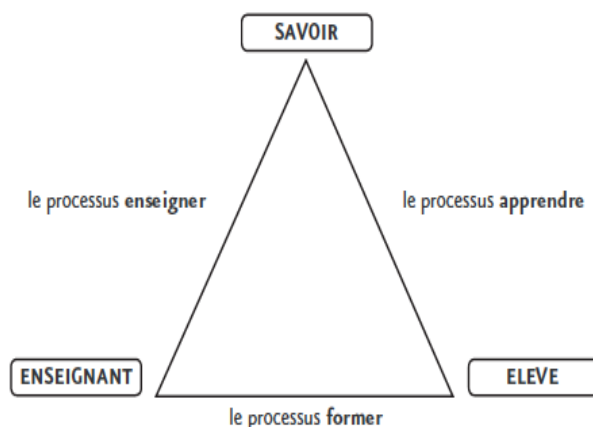 SAVOIR
le processus enseigner
le processus apprendre
ENSEIGNANT
ELEVE
le processus former